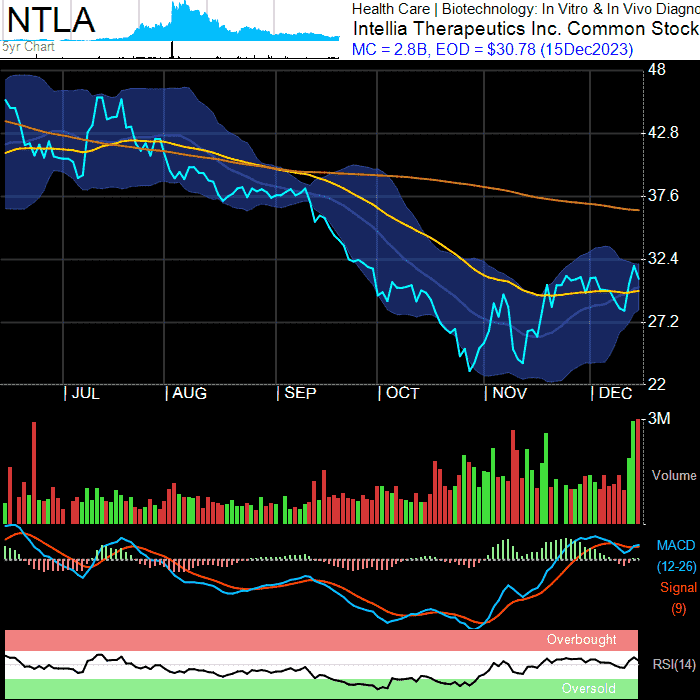 NTLA
5yr Chart
Health Care | Biotechnology: In Vitro & In Vivo Diagno
Intellia Therapeutics Inc. Common Stock
MC = 2.8B, EOD = $30.78 (15Dec2023)
48
42.8
37.6
32.4
27.2
22
| JUL | AUG | SEP | OCT | NOV | DEC
3M
Volume
MACD
(12-26)
Signal
(9)
Overbought
RSI(14)
Oversold